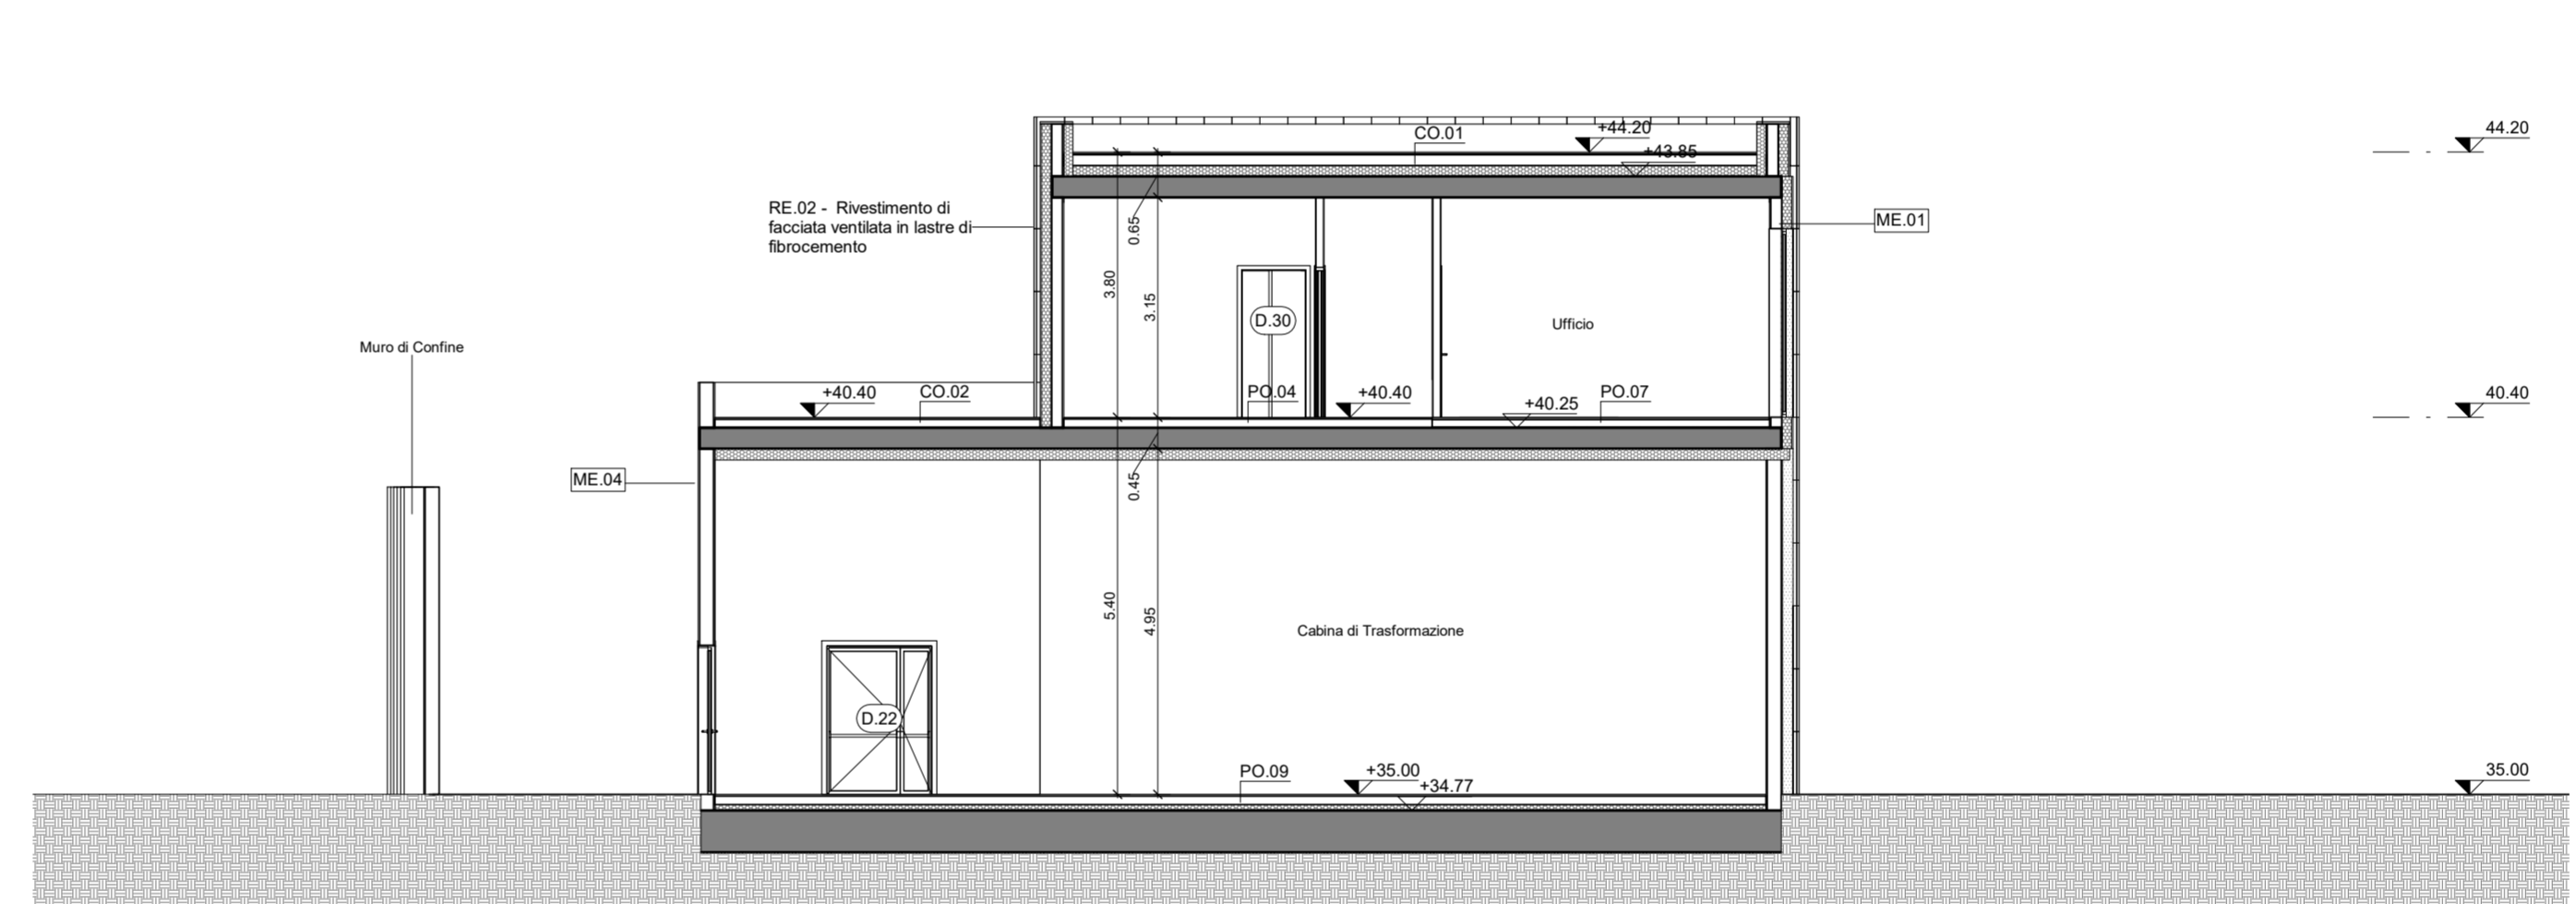 +44.20
44.20
CO.01
+43.85
RE.02 - Rivestimento di
facciata ventilata in lastre di
fibrocemento
ME.01
0.65
3.80
3.15
D.30
Ufficio
Muro di Confine
+40.40
CO.02
PO.04
+40.40
+40.25
PO.07
40.40
ME.04
0.45
5.40
4.95
Cabina di Trasformazione
D.22
PO.09
+35.00
+34.77
35.00